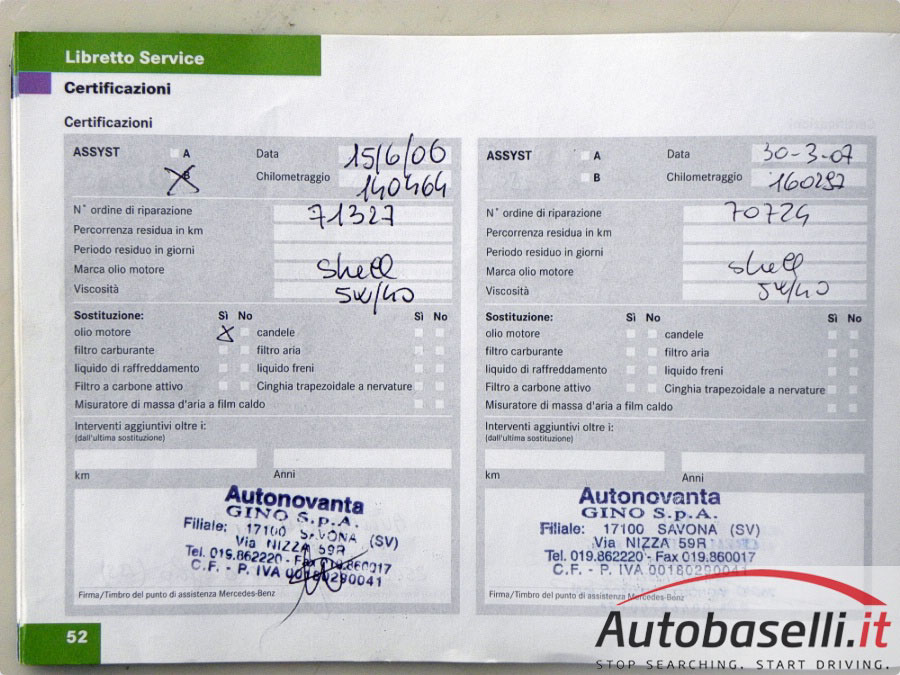 Libretto Service
Certificazioni
Certificazioni
ASSYST A Data 15/6/06
B Chilometraggio 140464
N° ordine di riparazione 71327
Percorrenza residua in km
Periodo residuo in giorni
Marca olio motore Shell
Viscosità 5W/40
Sostituzione: Sì No Sì No
olio motore X candele
filtro carburante filtro aria
liquido di raffreddamento liquido freni
Filtro a carbone attivo Cinghia trapezoidale a nervature
Misuratore di massa d'aria a film caldo
Interventi aggiuntivi oltre i:
(dall'ultima sostituzione)
km Anni
Autonovanta
GINO S.p.A.
Filiale: 17100 SAVONA (SV)
Via NIZZA 59R
Tel. 019.862220 - Fax 019.860017
C.F. - P. IVA 00180290041
Firma/Timbro del punto di assistenza Mercedes-Benz
ASSYST A Data 30-3-07
B Chilometraggio 160297
N° ordine di riparazione 70724
Percorrenza residua in km
Periodo residuo in giorni
Marca olio motore Shell
Viscosità 5W/40
Sostituzione: Sì No Sì No
olio motore candele
filtro carburante filtro aria
liquido di raffreddamento liquido freni
Filtro a carbone attivo Cinghia trapezoidale a nervature
Misuratore di massa d'aria a film caldo
Interventi aggiuntivi oltre i:
(dall'ultima sostituzione)
km Anni
Autonovanta
GINO S.p.A.
Filiale: 17100 SAVONA (SV)
Via NIZZA 59R
Tel. 019.862220 - Fax 019.860017
C.F. - P. IVA 00180290041
Firma/Timbro del punto di assistenza Mercedes-Benz
52
Autobaselli.it
STOP SEARCHING. START DRIVING.